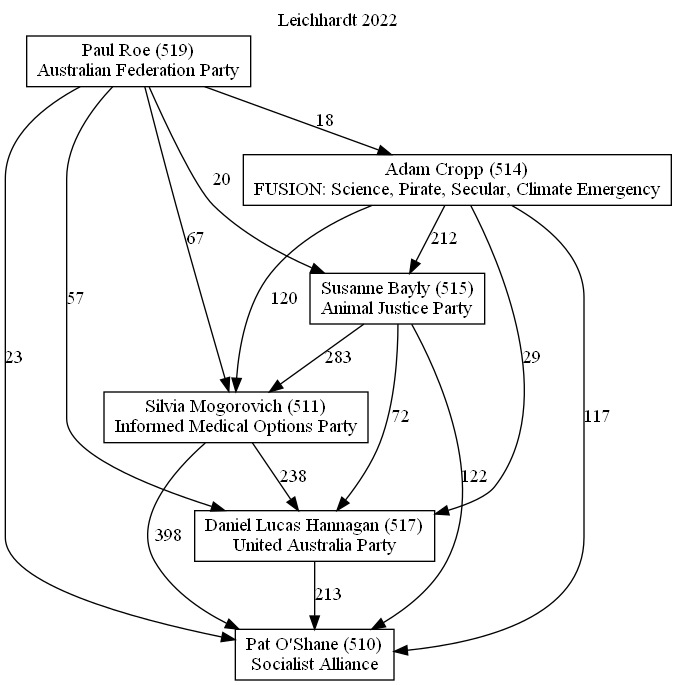 Leichhardt 2022
Paul Roe (519)
Australian Federation Party
18
Adam Cropp (514)
FUSION: Science, Pirate, Secular, Climate Emergency
20
67
212
Susanne Bayly (515)
Animal Justice Party
57
120
23
283
29
Silvia Mogorovich (511)
Informed Medical Options Party
72
117
238
122
Daniel Lucas Hannagan (517)
United Australia Party
398
213
Pat O'Shane (510)
Socialist Alliance